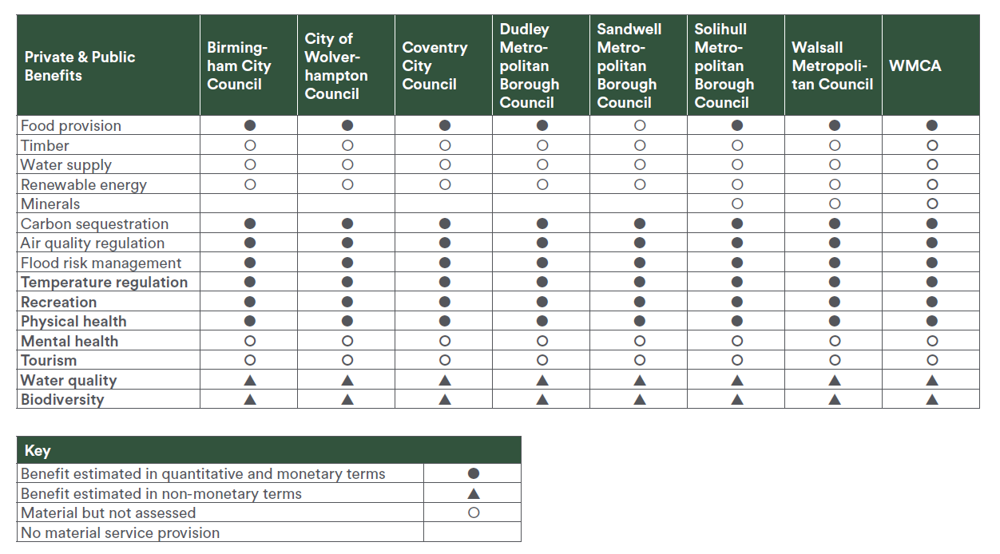 Private & Public Benefits | Birming-ham City Council | City of Wolver-hampton Council | Coventry City Council | Dudley Metro-politan Borough Council | Sandwell Metro-politan Borough Council | Solihull Metro-politan Borough Council | Walsall Metropoli-tan Council | WMCA
Food provision ● ● ● ● ○ ● ● ●
Timber ○ ○ ○ ○ ○ ○ ○ ○
Water supply ○ ○ ○ ○ ○ ○ ○ ○
Renewable energy ○ ○ ○ ○ ○ ○ ○ ○
Minerals ○ ○ ○
Carbon sequestration ● ● ● ● ● ● ● ●
Air quality regulation ● ● ● ● ● ● ● ●
Flood risk management ● ● ● ● ● ● ● ●
Temperature regulation ● ● ● ● ● ● ● ●
Recreation ● ● ● ● ● ● ● ●
Physical health ● ● ● ● ● ● ● ●
Mental health ○ ○ ○ ○ ○ ○ ○ ○
Tourism ○ ○ ○ ○ ○ ○ ○ ○
Water quality ▲ ▲ ▲ ▲ ▲ ▲ ▲ ▲
Biodiversity ▲ ▲ ▲ ▲ ▲ ▲ ▲ ▲
Key
Benefit estimated in quantitative and monetary terms ●
Benefit estimated in non-monetary terms ▲
Material but not assessed ○
No material service provision